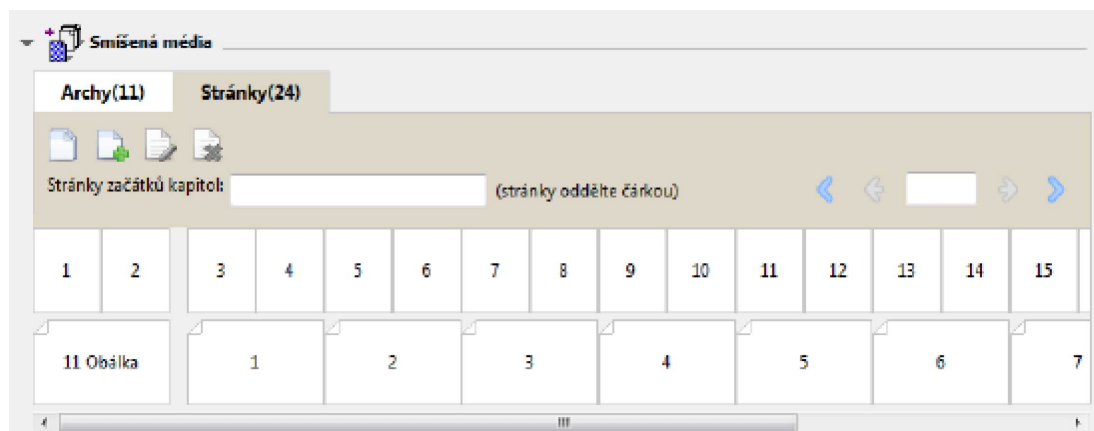 Smíšená média
Archy(11) Stránky(24)
Stránky začátků kapitol: (stránky oddělte čárkou)
1 2 3 4 5 6 7 8 9 10 11 12 13 14 15
11 Obálka 1 2 3 4 5 6 7